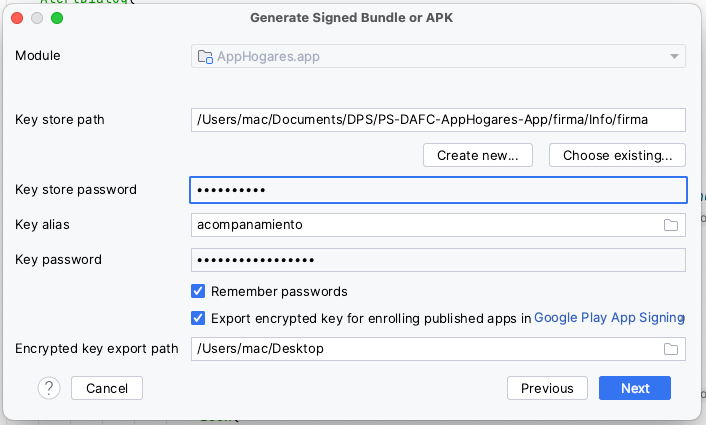 Generate Signed Bundle or APK
Module AppHogares.app
Key store path /Users/mac/Documents/DPS/PS-DAFC-AppHogares-App/firma/Info/firma
Create new... Choose existing...
Key store password ••••••••••
Key alias acompanamiento
Key password •••••••••••••••••
Remember passwords
Export encrypted key for enrolling published apps in Google Play App Signing
Encrypted key export path /Users/mac/Desktop
? Cancel Previous Next